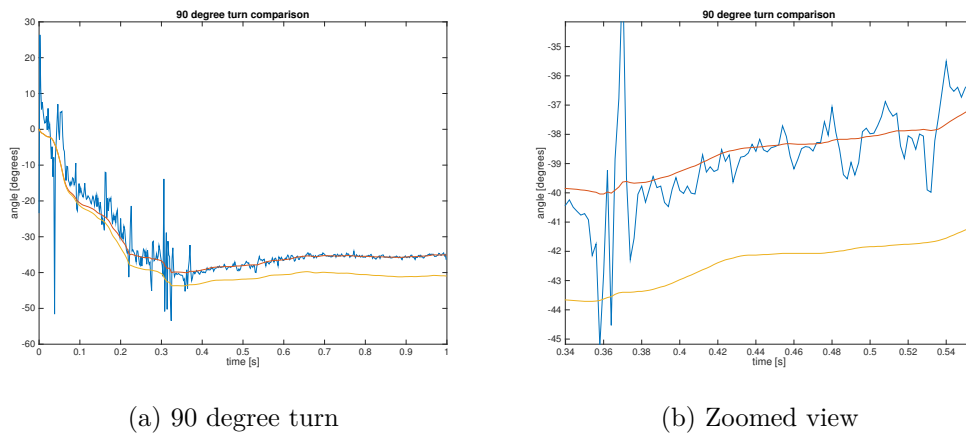 90 degree turn comparison
30
20
10
0
-10
-20
-30
-40
-50
-60
angle [degrees]
0 0.1 0.2 0.3 0.4 0.5 0.6 0.7 0.8 0.9 1
time [s]
(a) 90 degree turn
90 degree turn comparison
-35
-36
-37
-38
-39
-40
-41
-42
-43
-44
-45
angle [degrees]
0.34 0.36 0.38 0.4 0.42 0.44 0.46 0.48 0.5 0.52 0.54
time [s]
(b) Zoomed view